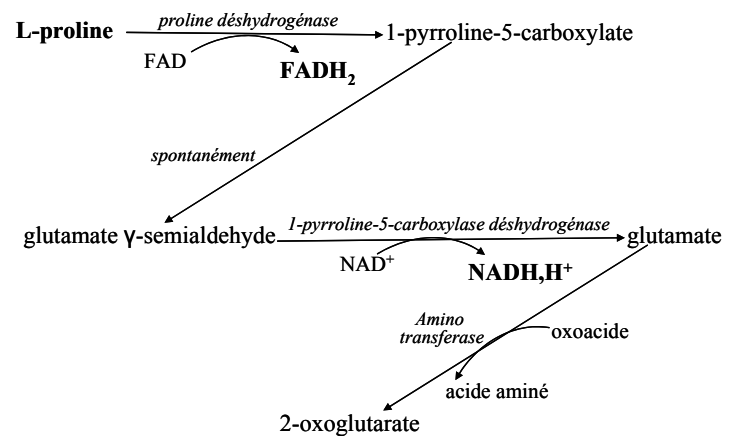 L-proline
proline déshydrogénase
1-pyrroline-5-carboxylate
FAD
FADH₂
spontanément
glutamate γ-semialdehyde
1-pyrroline-5-carboxylase déshydrogénase
glutamate
NAD⁺
NADH,H⁺
Amino
transferase
oxoacide
acide aminé
2-oxoglutarate